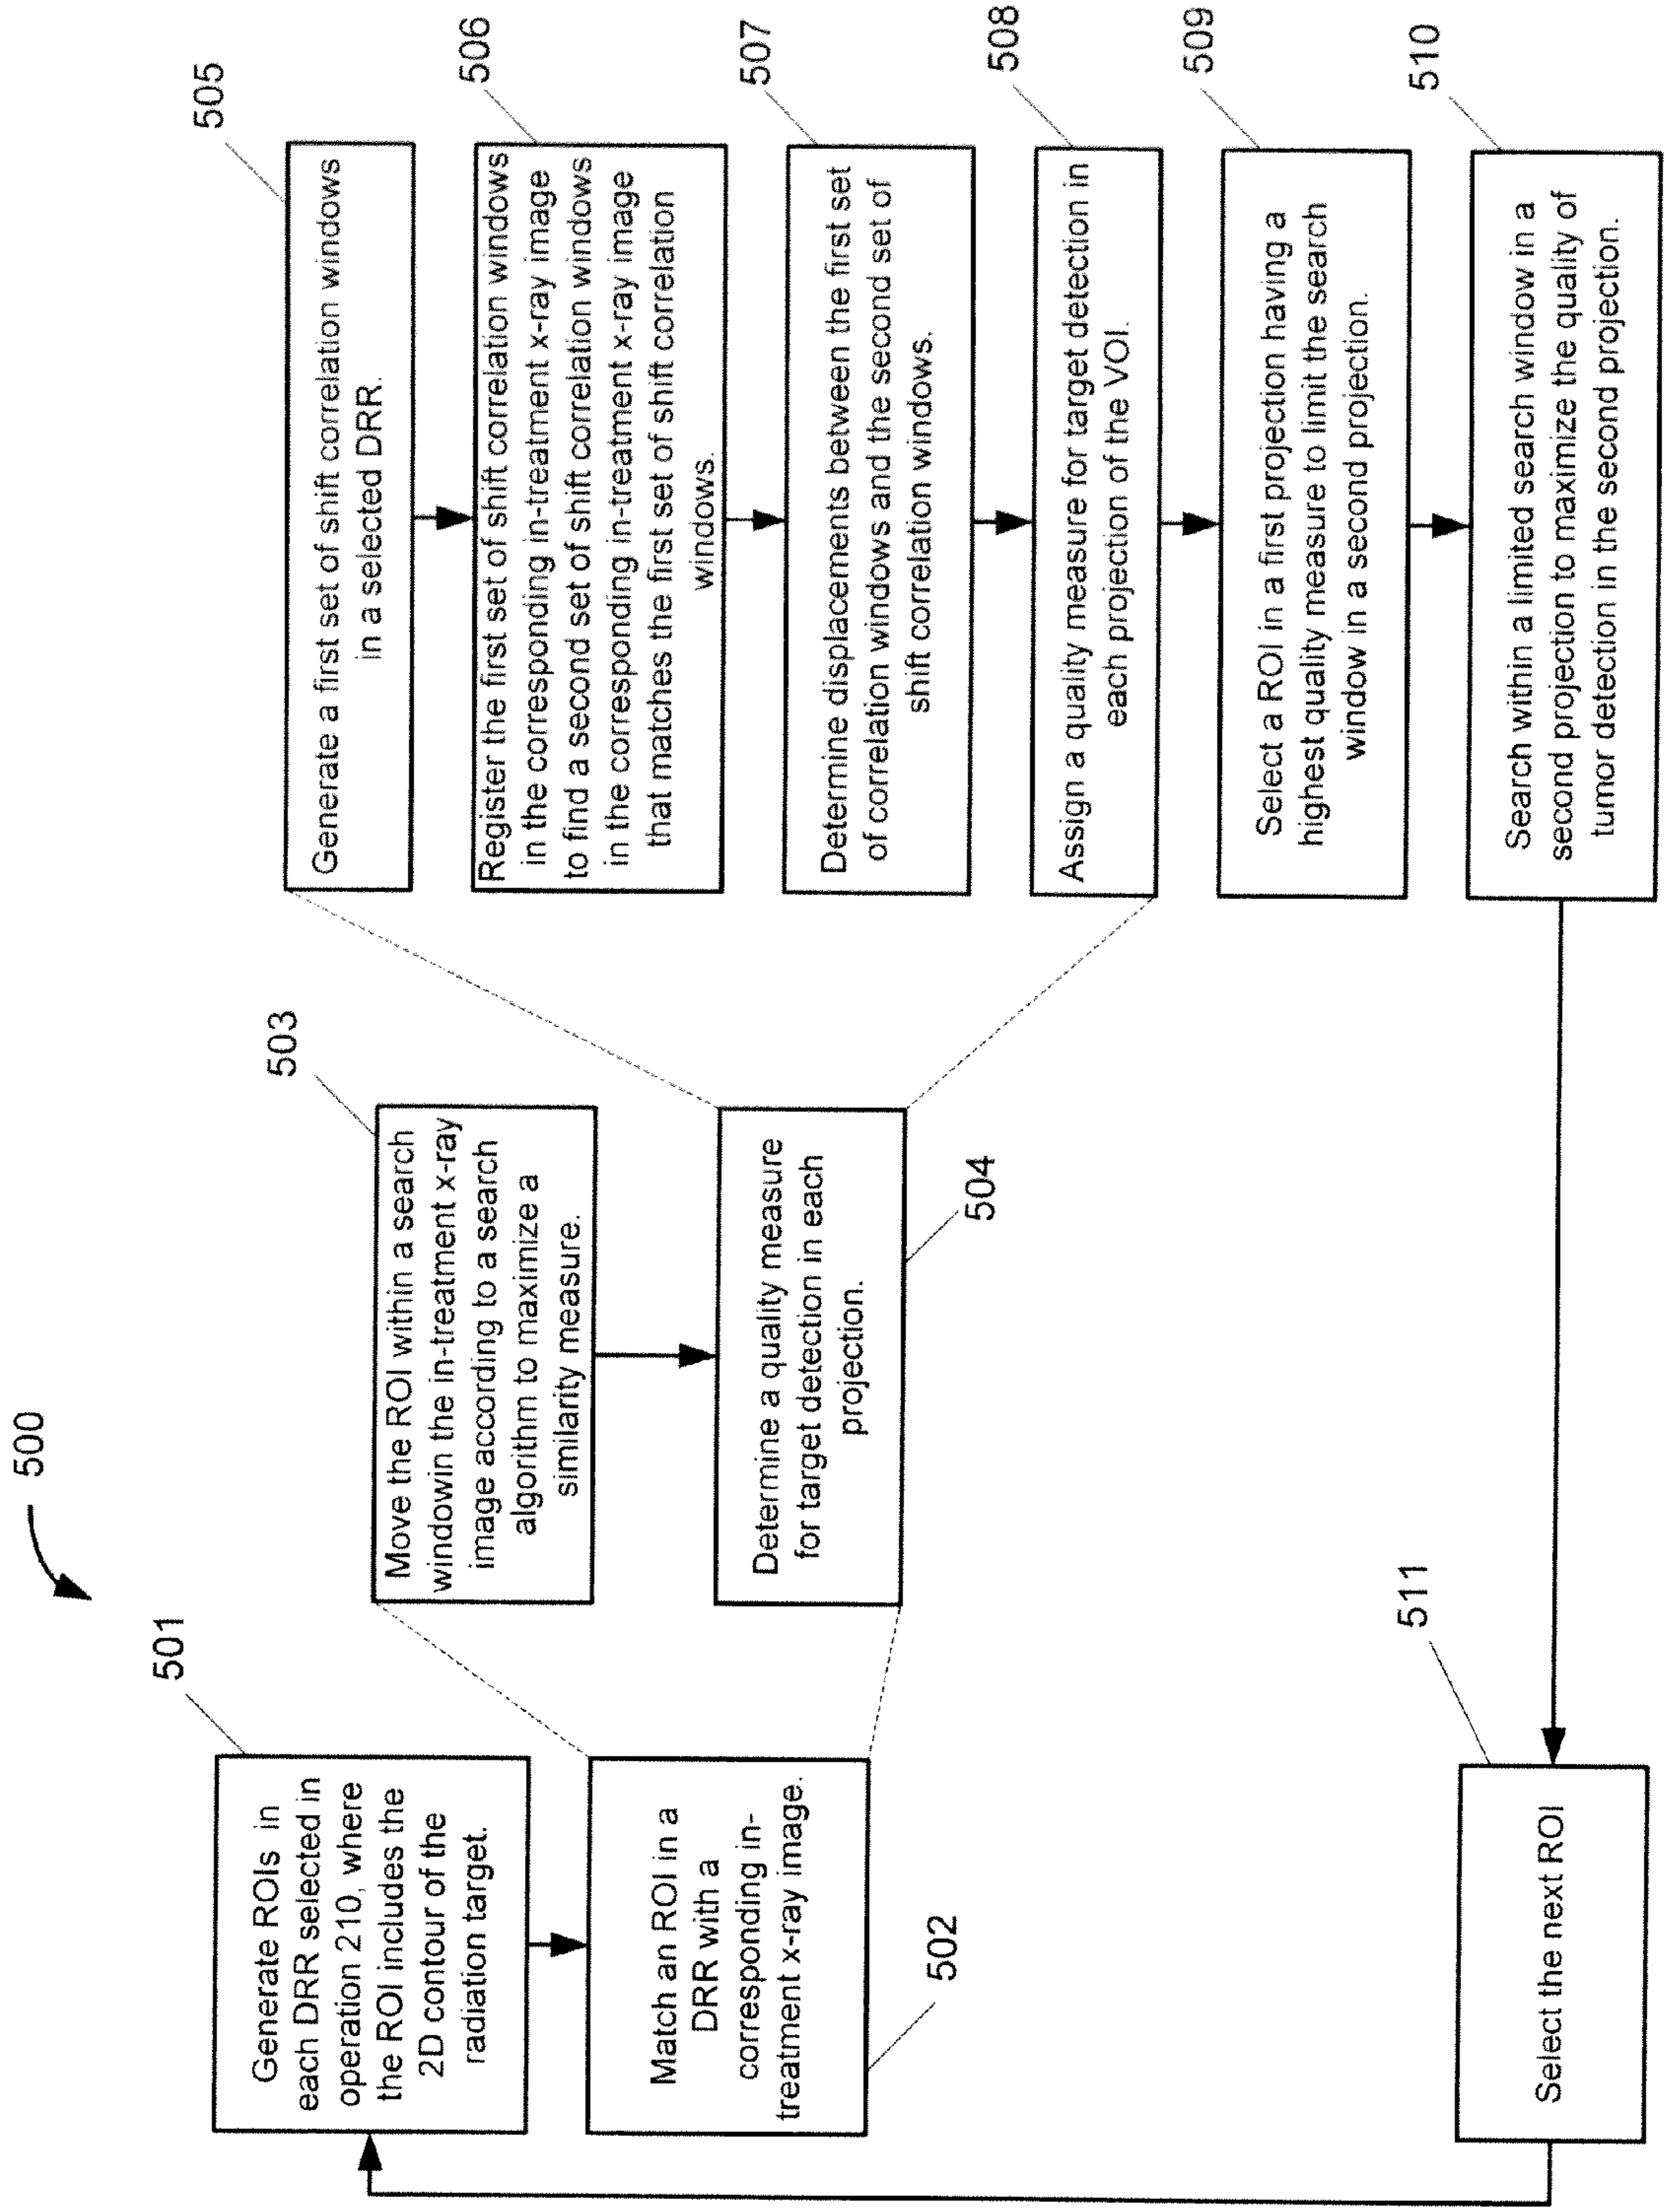 500
501
Generate ROIs in
each DRR selected in
operation 210, where
the ROI includes the
2D contour of the
radiation target.
Match an ROI in a
DRR with a
corresponding in-
treatment x-ray image.
502
503
Move the ROI within a search
windowin the in-treatment x-ray
image according to a search
algorithm to maximize a
similarity measure.
Determine a quality measure
for target detection in each
projection.
504
505
Generate a first set of shift correlation windows
in a selected DRR.
506
Register the first set of shift correlation windows
in the corresponding in-treatment x-ray image
to find a second set of shift correlation windows
in the corresponding in-treatment x-ray image
that matches the first set of shift correlation
windows.
507
Determine displacements between the first set
of correlation windows and the second set of
shift correlation windows.
508
Assign a quality measure for target detection in
each projection of the VOI.
509
Select a ROI in a first projection having a
highest quality measure to limit the search
window in a second projection.
510
Search within a limited search window in a
second projection to maximize the quality of
tumor detection in the second projection.
511
Select the next ROI